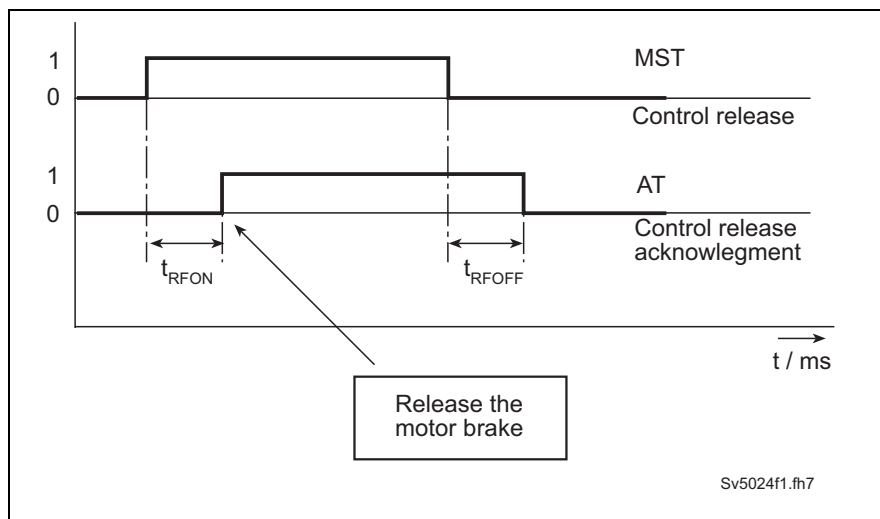 1
MST
0
Control release
1
AT
0
Control release
acknowlegment
tRFON
tRFOFF
t / ms
Release the
motor brake
Sv5024f1.fh7